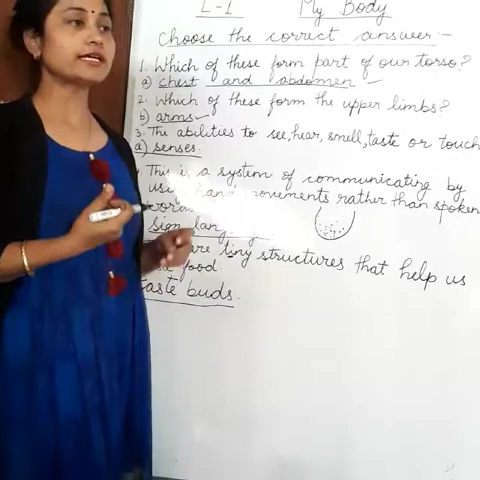 L-1 My Body
Choose the correct answer:-
1. Which of these form part of our torso?
a) chest and abdomen
2. Which of these form the upper limbs?
b) arms
3. The abilities to see, hear, smell, taste or touch
a) senses.
This is a system of communicating by
hand movements rather than spoken
Sign lan
are tiny structures that help us
food.
taste buds.